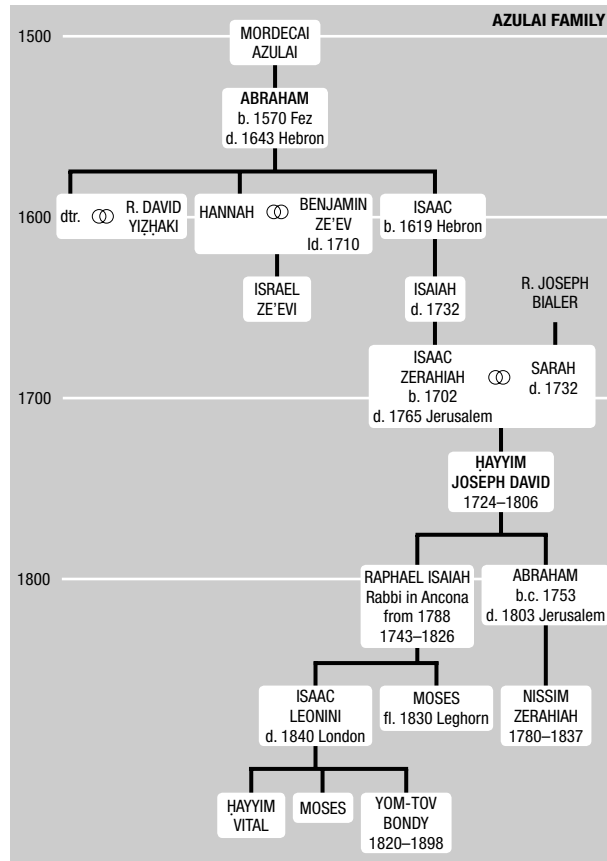 AZULAI FAMILY
1500
MORDECAI
AZULAI
ABRAHAM
b. 1570 Fez
d. 1643 Hebron
dtr.
R. DAVID
YIẒḤAKI
HANNAH
BENJAMIN
ZE'EV
ld. 1710
ISAAC
b. 1619 Hebron
1600
ISRAEL
ZE'EVI
ISAIAH
d. 1732
R. JOSEPH
BIALER
ISAAC
ZERAHIAH
b. 1702
d. 1765 Jerusalem
SARAH
d. 1732
1700
ḤAYYIM
JOSEPH DAVID
1724–1806
1800
RAPHAEL ISAIAH
Rabbi in Ancona
from 1788
1743–1826
ABRAHAM
b.c. 1753
d. 1803 Jerusalem
ISAAC
LEONINI
d. 1840 London
MOSES
fl. 1830 Leghorn
NISSIM
ZERAHIAH
1780–1837
ḤAYYIM
VITAL
MOSES
YOM-TOV
BONDY
1820–1898